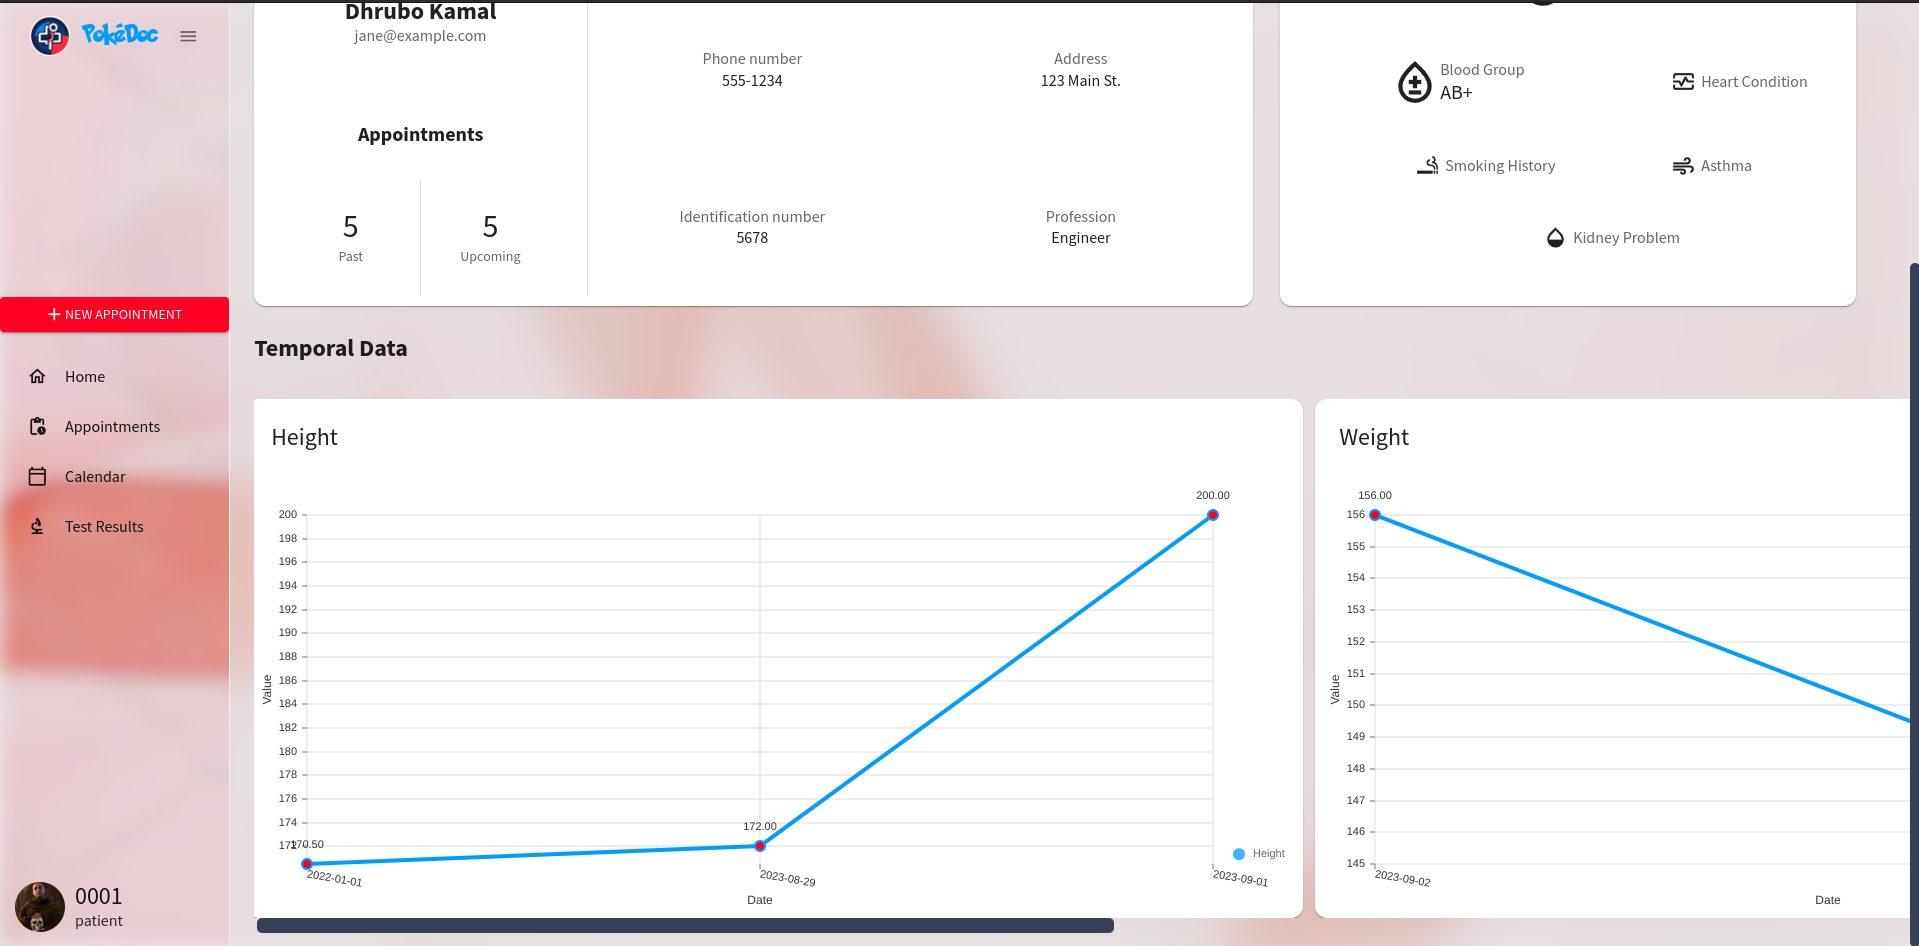 PokéDoc
NEW APPOINTMENT
Home
Appointments
Calendar
Test Results
0001
patient
Dhrubo Kamal
jane@example.com
Appointments
5
Past
5
Upcoming
Phone number
555-1234
Address
123 Main St.
Identification number
5678
Profession
Engineer
Blood Group
AB+
Heart Condition
Smoking History
Asthma
Kidney Problem
Temporal Data
Height
200.00
200
198
196
194
192
190
188
186
184
182
180
178
176
174
172
170.50
172.00
Value
2022-01-01
2023-08-29
2023-09-01
Date
Height
Weight
156.00
156
155
154
153
152
151
150
149
148
147
146
145
Value
2023-09-02
Date